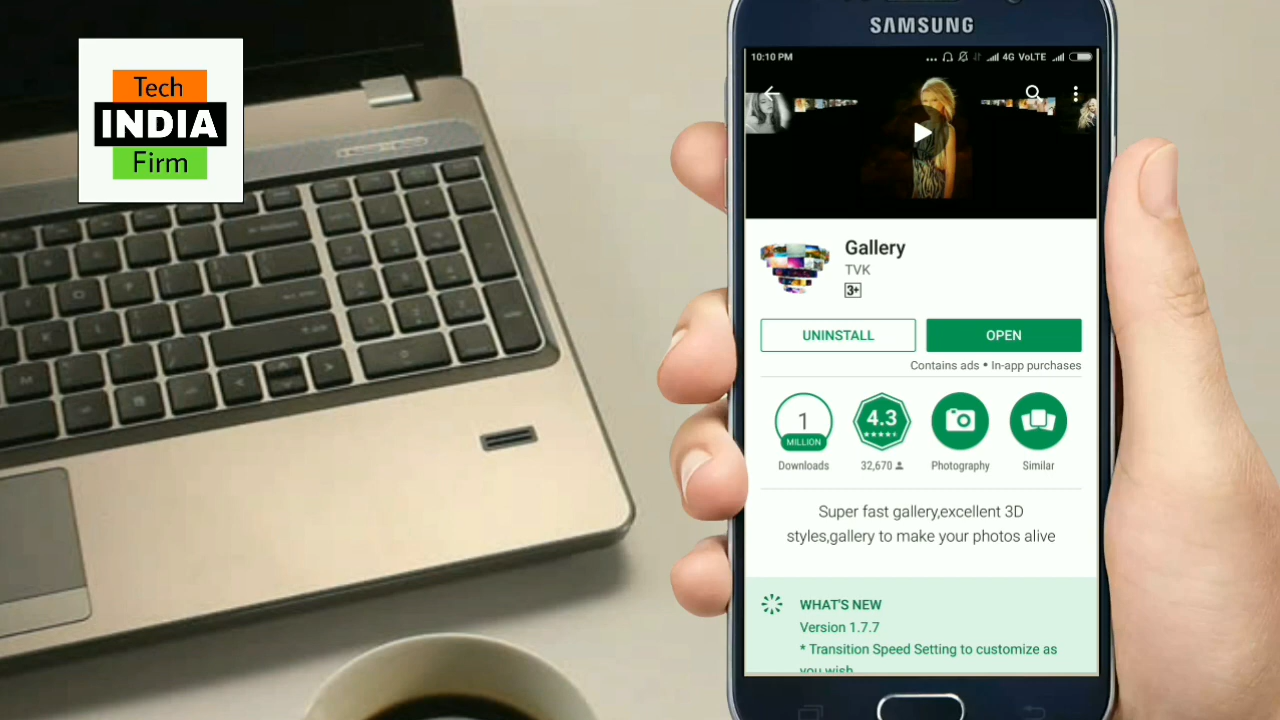 Tech
INDIA
Firm
SAMSUNG
10:10 PM
4G VoLTE
Gallery
TVK
3+
UNINSTALL
OPEN
Contains ads • In-app purchases
1
MILLION
Downloads
4.3
32,670
Photography
Similar
Super fast gallery,excellent 3D
styles,gallery to make your photos alive
WHAT'S NEW
Version 1.7.7
* Transition Speed Setting to customize as
you wish